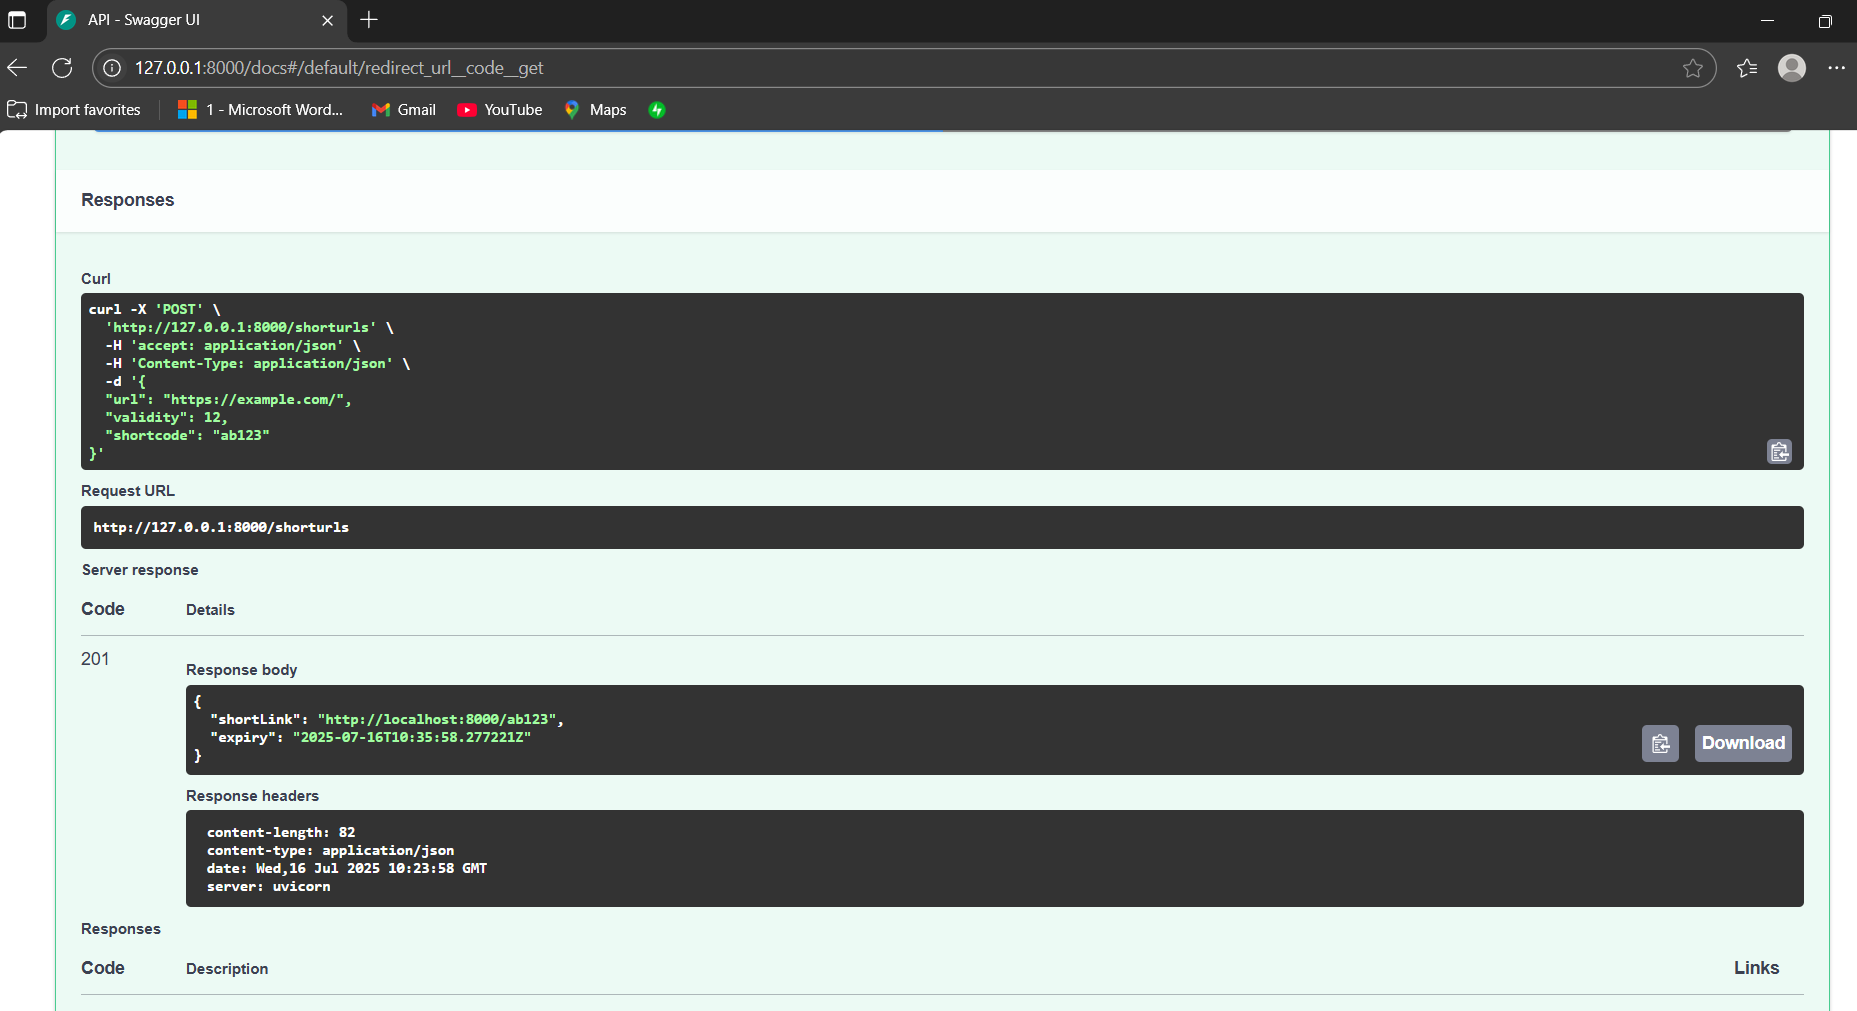 API - Swagger UI
127.0.0.1:8000/docs#/default/redirect_url__code__get
Import favorites
1 - Microsoft Word...
Gmail
YouTube
Maps
Responses
Curl
curl -X 'POST' \
'http://127.0.0.1:8000/shorturls' \
-H 'accept: application/json' \
-H 'Content-Type: application/json' \
-d '{
"url": "https://example.com/",
"validity": 12,
"shortcode": "ab123"
}'
Request URL
http://127.0.0.1:8000/shorturls
Server response
Code Details
201
Response body
{
"shortLink": "http://localhost:8000/ab123",
"expiry": "2025-07-16T10:35:58.277221Z"
}
Download
Response headers
content-length: 82
content-type: application/json
date: Wed,16 Jul 2025 10:23:58 GMT
server: uvicorn
Responses
Code Description Links